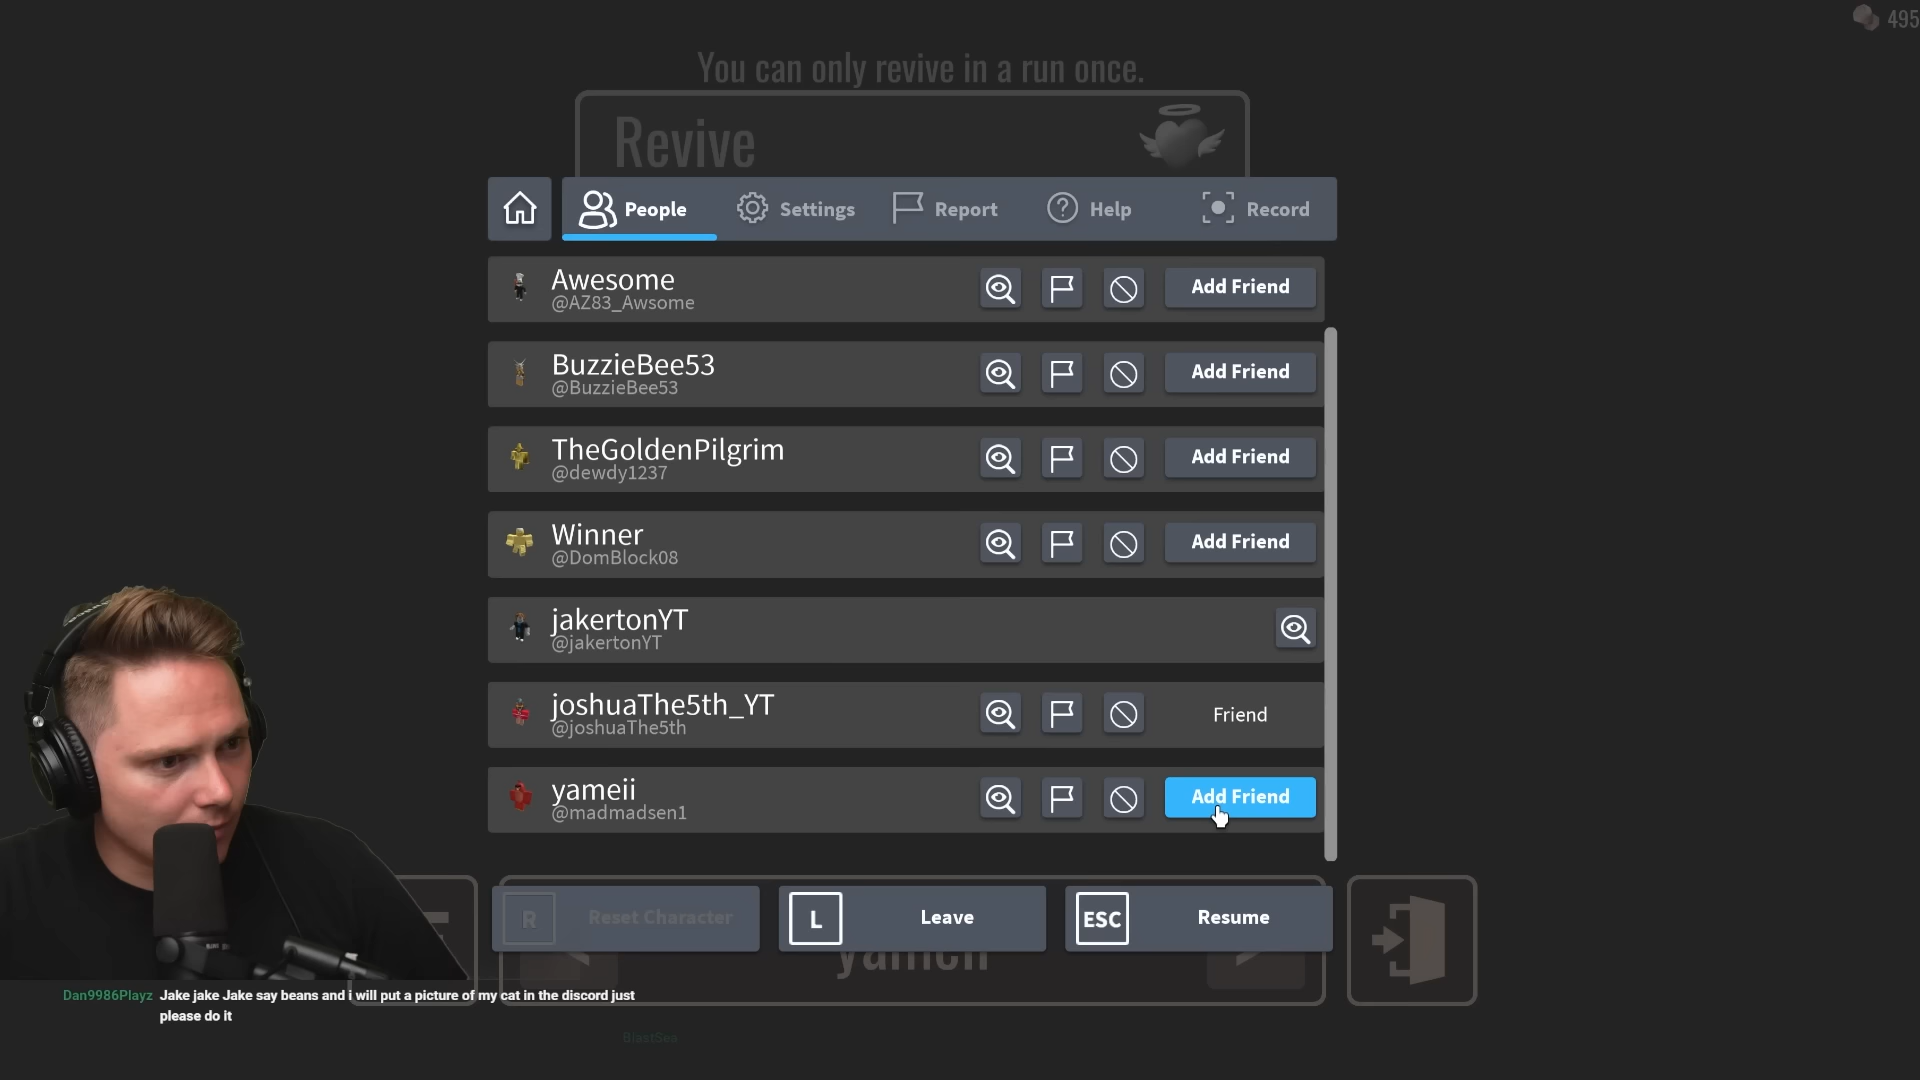 495
You can only revive in a run once.
Revive
People
Settings
Report
Help
Record
Awesome
@AZ83_Awsome
Add Friend
BuzzieBee53
@BuzzieBee53
Add Friend
TheGoldenPilgrim
@dewdy1237
Add Friend
Winner
@DomBlock08
Add Friend
jakertonYT
@jakertonYT
joshuaThe5th_YT
@joshuaThe5th
Friend
yameii
@madmadsen1
Add Friend
R Reset Character
L Leave
ESC Resume
yameii
Dan9986Playz Jake jake Jake say beans and i will put a picture of my cat in the discord just
please do it